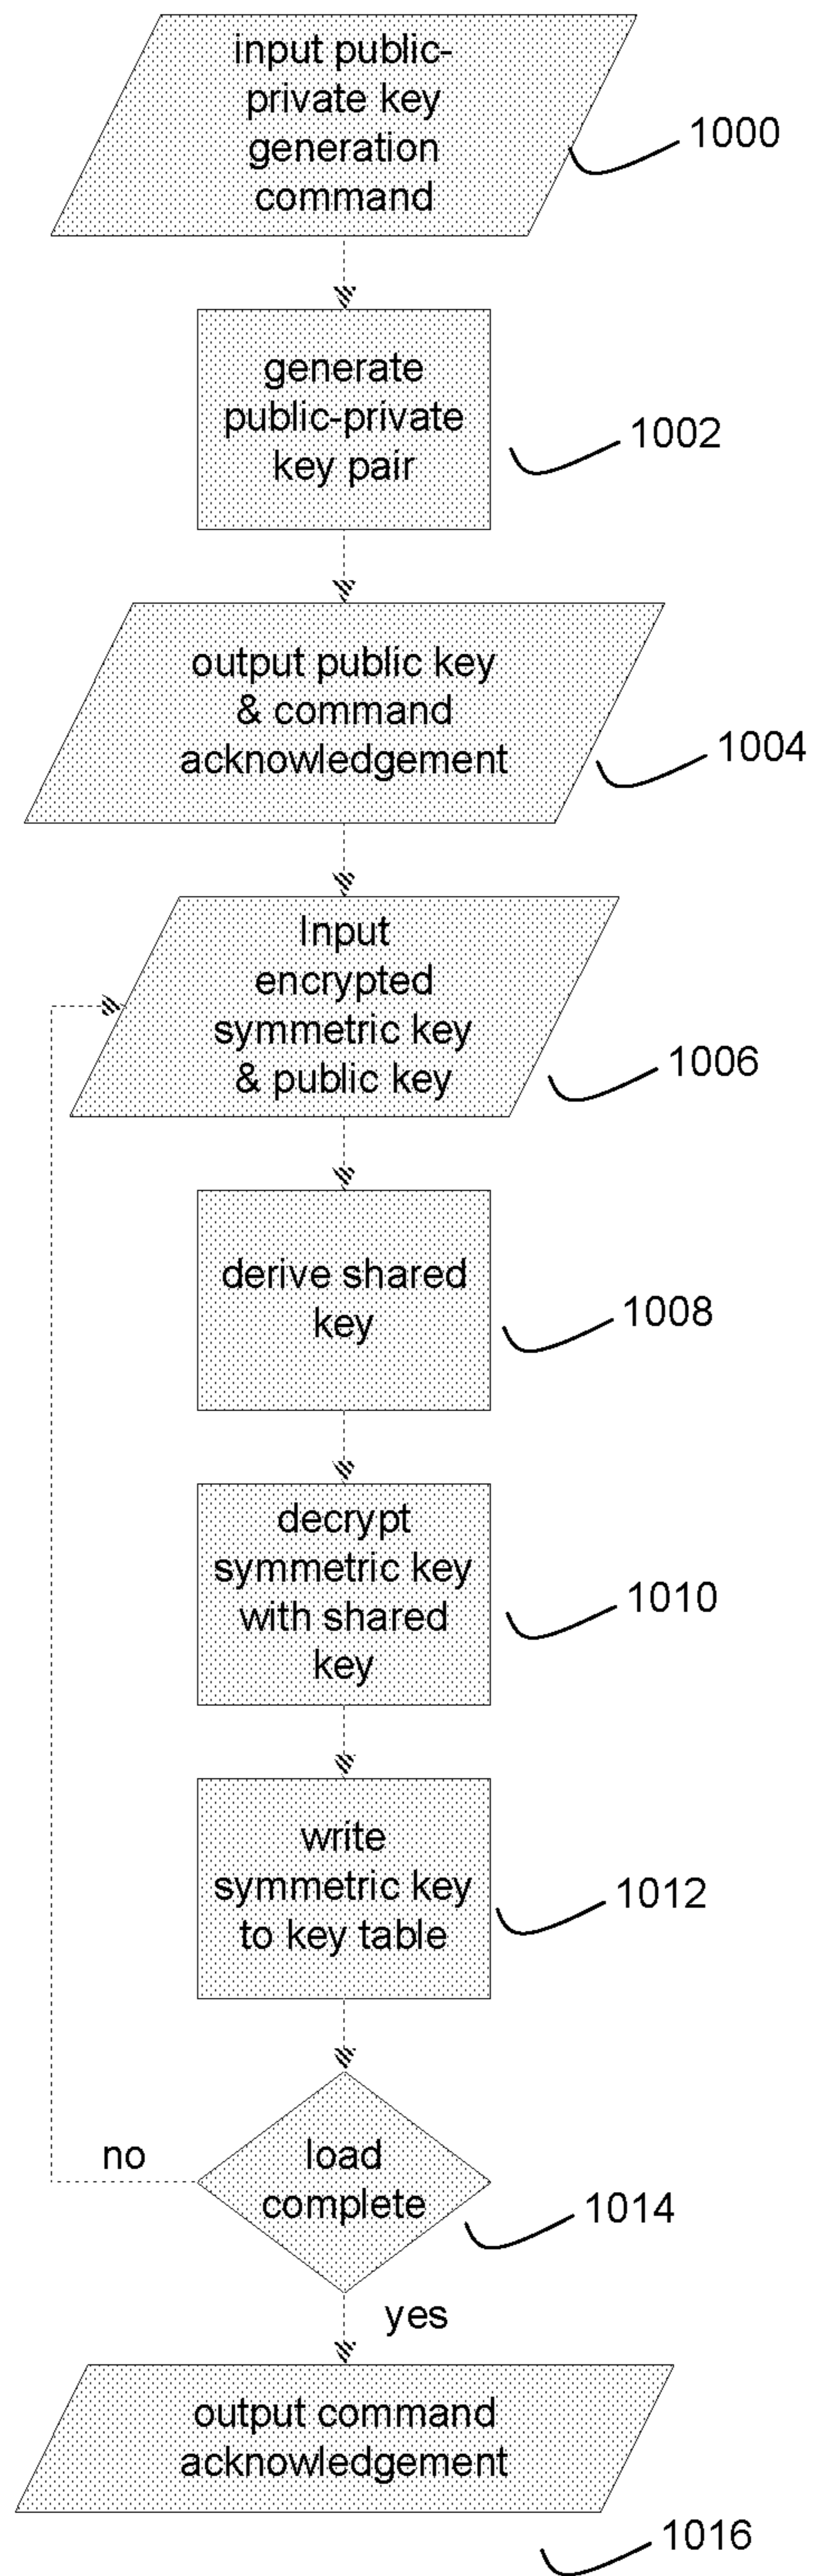 input public-
private key
generation
command
1000
generate
public-private
key pair
1002
output public key
& command
acknowledgement
1004
Input
encrypted
symmetric key
& public key
1006
derive shared
key
1008
decrypt
symmetric key
with shared
key
1010
write
symmetric key
to key table
1012
no
load
complete
1014
yes
output command
acknowledgement
1016